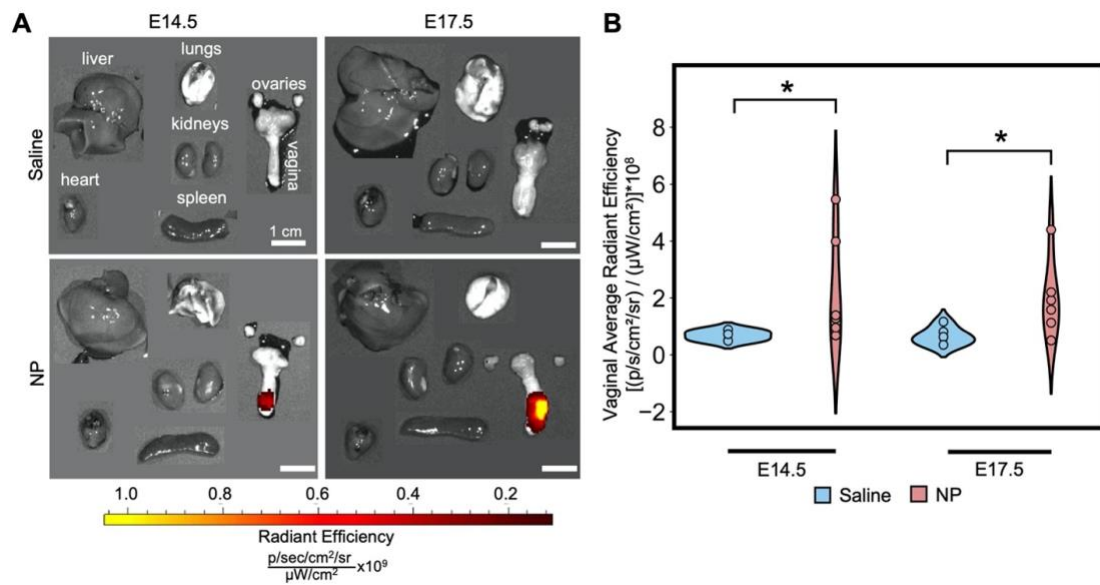 A
E14.5
E17.5
Saline
liver
lungs
ovaries
kidneys
vagina
heart
spleen
1 cm
NP
1.0 0.8 0.6 0.4 0.2
Radiant Efficiency
p/sec/cm²/sr
µW/cm²
x10⁹
B
Vaginal Average Radiant Efficiency
[(p/s/cm²/sr) / (µW/cm²)]*10⁸
8
6
4
2
0
−2
*
*
E14.5
E17.5
Saline
NP